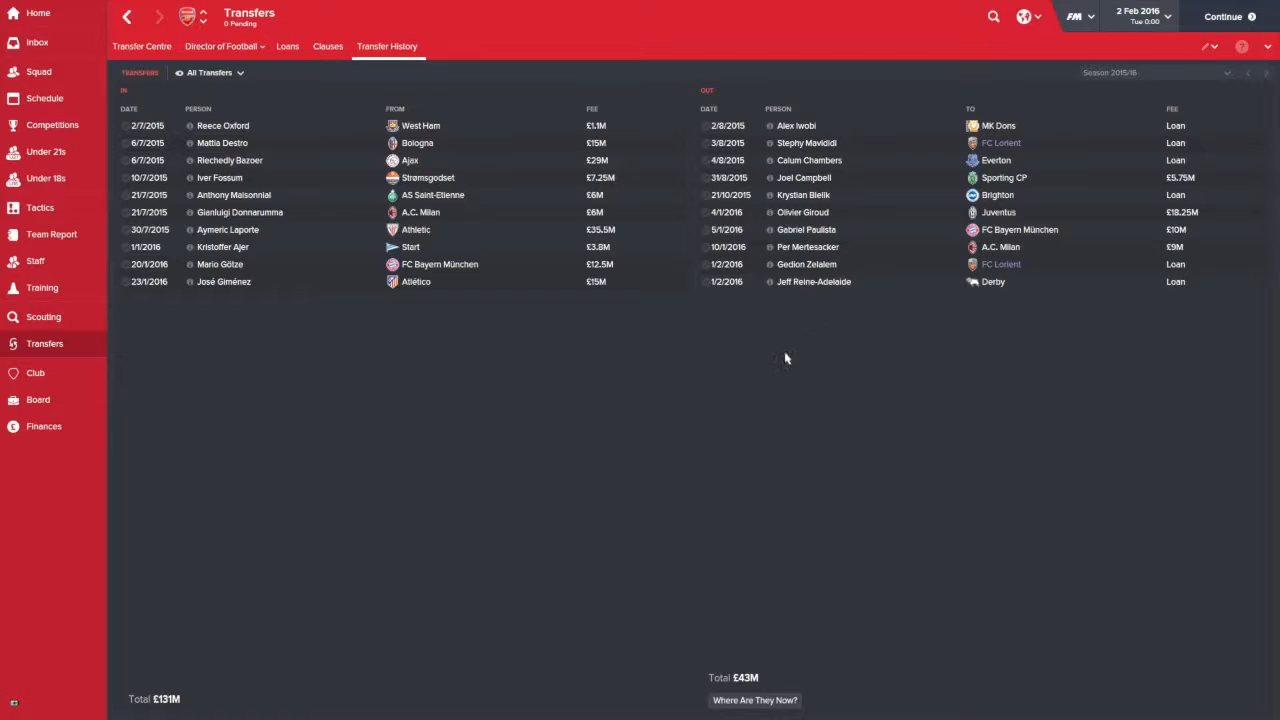 Home
Inbox
Squad
Schedule
Competitions
Under 21s
Under 18s
Tactics
Team Report
Staff
Training
Scouting
Transfers
Club
Board
Finances
Transfers
0 Pending
FM
2 Feb 2016
Tue 0:00
Continue
Transfer Centre Director of Football Loans Clauses Transfer History
TRANSFERS All Transfers Season 2015/16
IN
DATE PERSON FROM FEE
2/7/2015 Reece Oxford West Ham £1.1M
6/7/2015 Mattia Destro Bologna £15M
6/7/2015 Riechedly Bazoer Ajax £29M
10/7/2015 Iver Fossum Strømsgodset £7.25M
21/7/2015 Anthony Maisonnial AS Saint-Etienne £6M
21/7/2015 Gianluigi Donnarumma A.C. Milan £6M
30/7/2015 Aymeric Laporte Athletic £35.5M
1/1/2016 Kristoffer Ajer Start £3.8M
20/1/2016 Mario Götze FC Bayern München £12.5M
23/1/2016 José Giménez Atlético £15M
Total £131M
OUT
DATE PERSON TO FEE
2/8/2015 Alex Iwobi MK Dons Loan
3/8/2015 Stephy Mavididi FC Lorient Loan
4/8/2015 Calum Chambers Everton Loan
31/8/2015 Joel Campbell Sporting CP £5.75M
21/10/2015 Krystian Bielik Brighton Loan
4/1/2016 Olivier Giroud Juventus £18.25M
5/1/2016 Gabriel Paulista FC Bayern München £10M
10/1/2016 Per Mertesacker A.C. Milan £9M
1/2/2016 Gedion Zelalem FC Lorient Loan
1/2/2016 Jeff Reine-Adelaide Derby Loan
Total £43M
Where Are They Now?